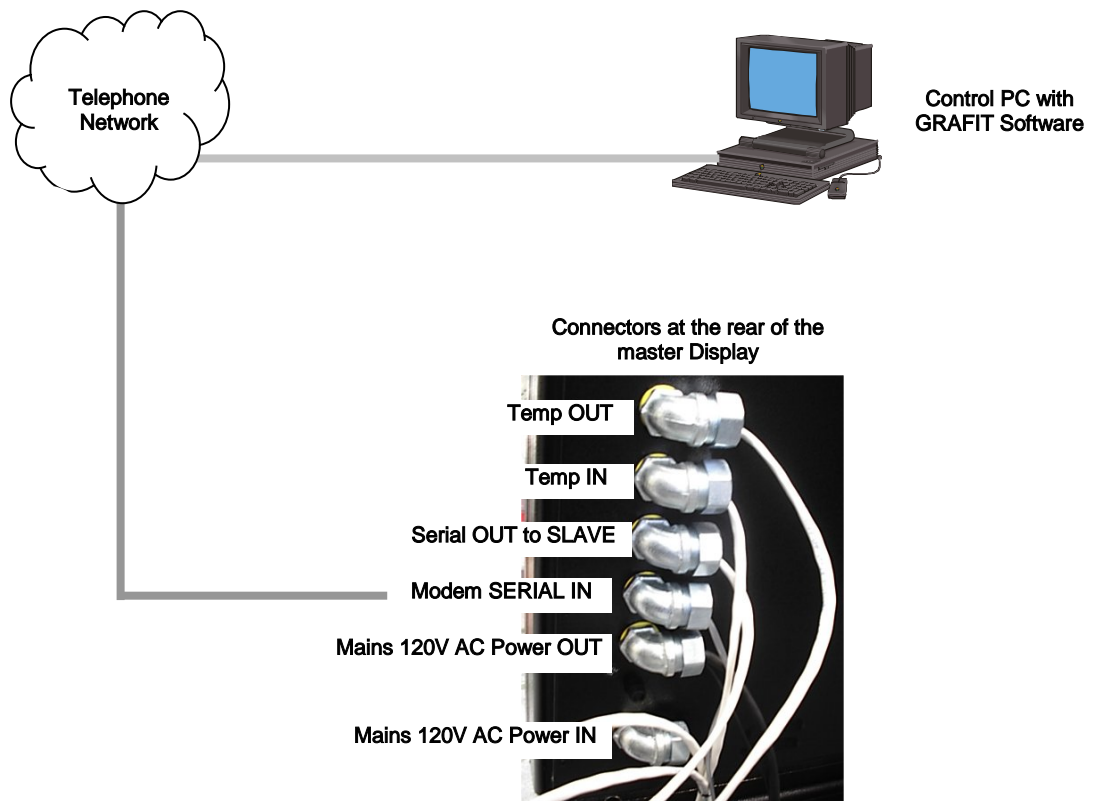 Telephone
Network
Control PC with
GRAFIT Software
Connectors at the rear of the
master Display
Temp OUT
Temp IN
Serial OUT to SLAVE
Modem SERIAL IN
Mains 120V AC Power OUT
Mains 120V AC Power IN